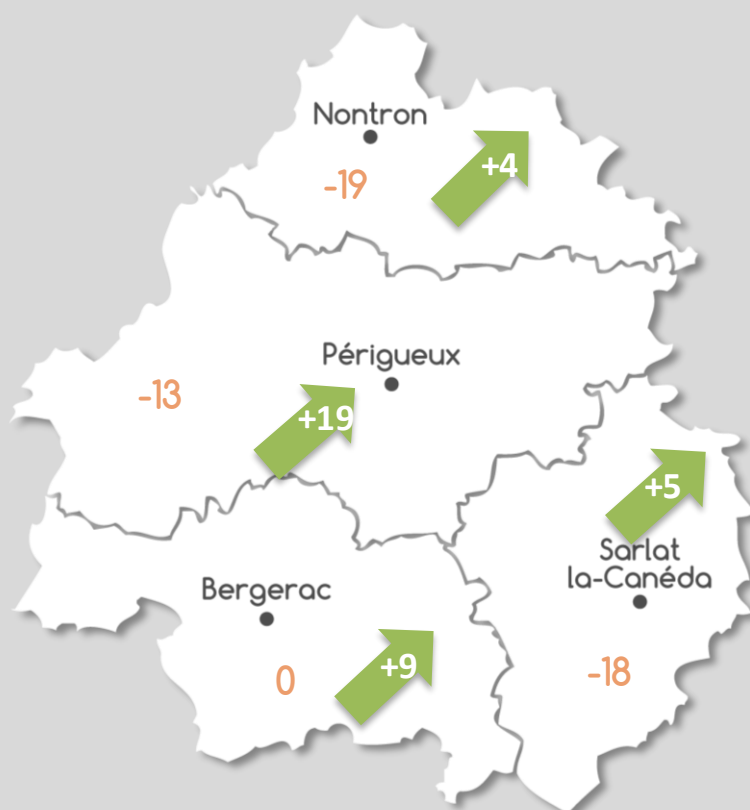 Nontron
+4
-19
Périgueux
-13
+19
+5
Sarlat
la-Canéda
Bergerac
+9
0
-18